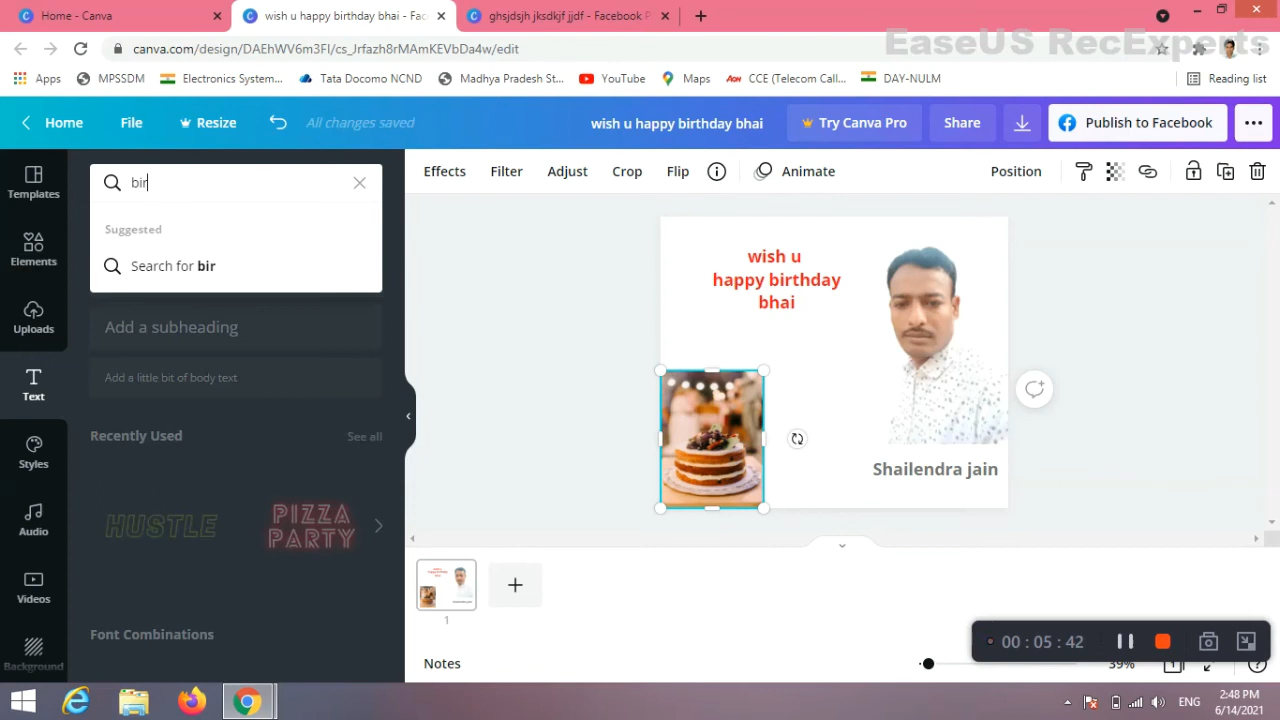 Home - Canva
wish u happy birthday bhai - Fac
ghsjdsjh jksdkjf jjdf - Facebook P
canva.com/design/DAEhWV6m3FI/cs_Jrfazh8rMAmKEVbDa4w/edit
EaseUS RecExperts
Apps
MPSSDM
Electronics System...
Tata Docomo NCND
Madhya Pradesh St...
YouTube
Maps
Aon
CCE (Telecom Call...
DAY-NULM
Reading list
Home
File
Resize
All changes saved
wish u happy birthday bhai
Try Canva Pro
Share
Publish to Facebook
Templates
Elements
Uploads
Text
Styles
Audio
Videos
Background
bir
Suggested
Search for bir
Add a subheading
Add a little bit of body text
Recently Used
See all
HUSTLE
PIZZA
PARTY
Font Combinations
Effects
Filter
Adjust
Crop
Flip
Animate
Position
wish u
happy birthday
bhai
Shailendra jain
1
Notes
00 : 05 : 42
39%
1
ENG
2:48 PM
6/14/2021